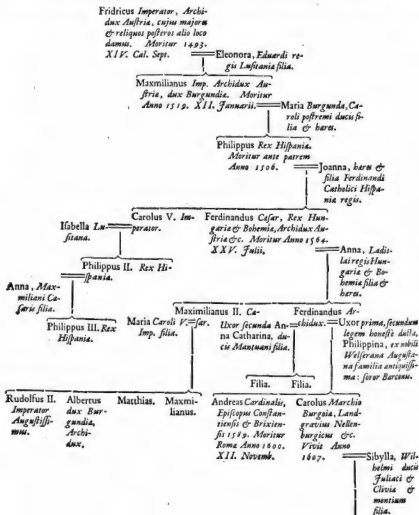 Fridricus Imperator, Archi-
dux Auſtriæ, cujus majores
& reliquos poſteros alio loco
damus. Moritur 1493.
XIV. Cal. Sept.
Eleonora, Eduardi re-
gis Luſitaniæ filia.
Maxmilianus Imp. Archidux Au-
ſtriæ, dux Burgundiæ. Moritur
Anno 1519. XII. Januarii.
Maria Burgunda, Ca-
roli poſtremi ducis fi-
lia & hæres.
Philippus Rex Hiſpaniæ.
Moritur ante patrem
Anno 1506.
Joanna, hæres &
filia Ferdinandi
Catholici Hiſpa-
niæ regis.
Carolus V. Im-
perator.
Ferdinandus Cæſar, Rex Hun-
gariæ & Bohemiæ, Archidux Au-
ſtriæ &c. Moritur Anno 1564.
XXV. Julii.
Iſabella Lu-
ſitana.
Anna, Ladiſ-
lai regis Hun-
gariæ & Bo-
hemiæ filia &
hæres.
Philippus II. Rex Hi-
ſpaniæ.
Anna, Max-
miliani Cæ-
ſaris filia.
Philippus III. Rex
Hiſpaniæ.
Maximilianus II. Cæ-
ſar.
Maria Caroli V.
Imp. filia.
Ferdinandus Ar-
chidux.
Uxor ſecunda An-
na Catharina, du-
cis Mantuani filia.
Uxor prima, ſecundum
legem honeſtè ducta,
Philippina, ex nobili
Welſerana Auguſta-
na familia antiquiſſi-
ma: ſoror Baronus.
Filia.
Filia.
Rudolfus II.
Imperator
Auguſtiſſi-
mus.
Albertus
dux Bur-
gundiæ,
Archi-
dux.
Matthias.
Maxmi-
lianus.
Andreas Cardinalis,
Epiſcopus Conſtan-
tienſis & Brixien-
ſis 1589. Moritur
Romæ Anno 1600.
XII. Novemb.
Carolus Marchio
Burgoiæ, Land-
gravius Nellen-
burgicus &c.
Vivit Anno
1607.
Sibylla, Wil-
helmi ducis
Juliaci &
Cliviæ &
montium
filia.